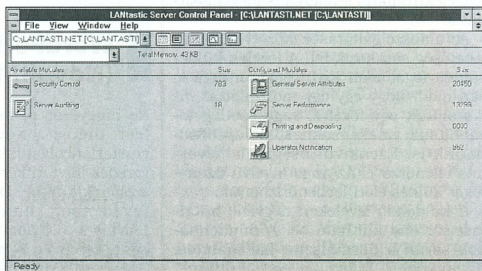 LANtastic Server Control Panel - [C:\LANTASTI.NET [C:\LANTASTI]]
File View Window Help
C:\LANTASTI.NET [C:\LANTASTI]
Total Memory: 43 KB
Available Modules Size Configured Modules Size
Security Control 783 General Server Attributes 20450
Server Auditing 18 Server Performance 13299
Printing and Despooling
Operator Notification 862
Ready